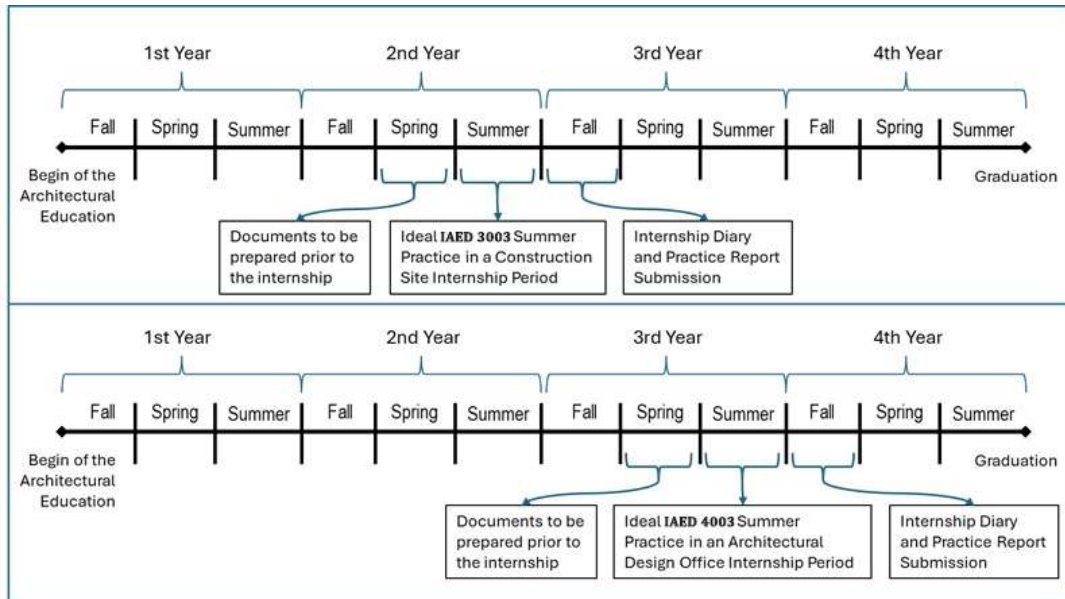 1st Year
2nd Year
3rd Year
4th Year
Fall
Spring
Summer
Fall
Spring
Summer
Fall
Spring
Summer
Fall
Spring
Summer
Begin of the
Architectural
Education
Graduation
Documents to be
prepared prior to
the internship
Ideal IAED 3003 Summer
Practice in a Construction
Site Internship Period
Internship Diary
and Practice Report
Submission
1st Year
2nd Year
3rd Year
4th Year
Fall
Spring
Summer
Fall
Spring
Summer
Fall
Spring
Summer
Fall
Spring
Summer
Begin of the
Architectural
Education
Graduation
Documents to be
prepared prior to
the internship
Ideal IAED 4003 Summer
Practice in an Architectural
Design Office Internship Period
Internship Diary
and Practice Report
Submission